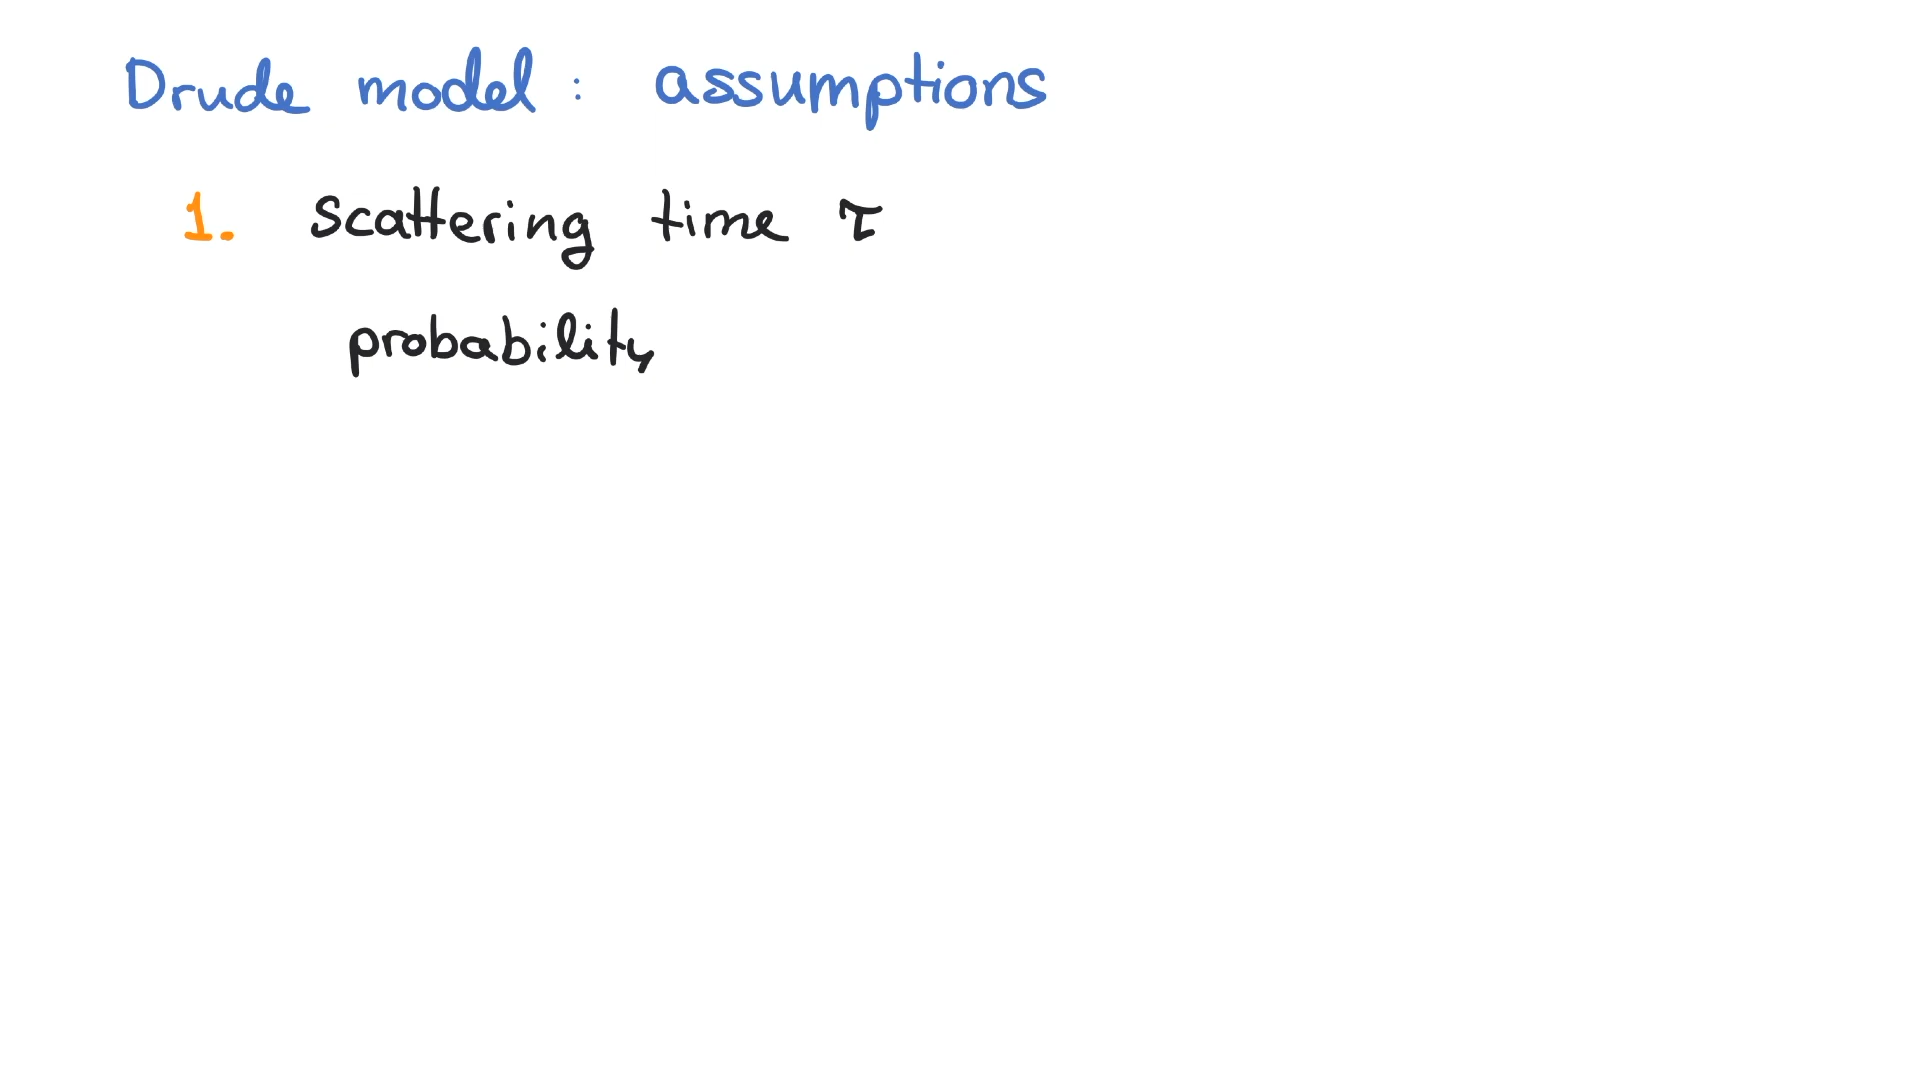 Drude model: assumptions
1. scattering time τ
probability